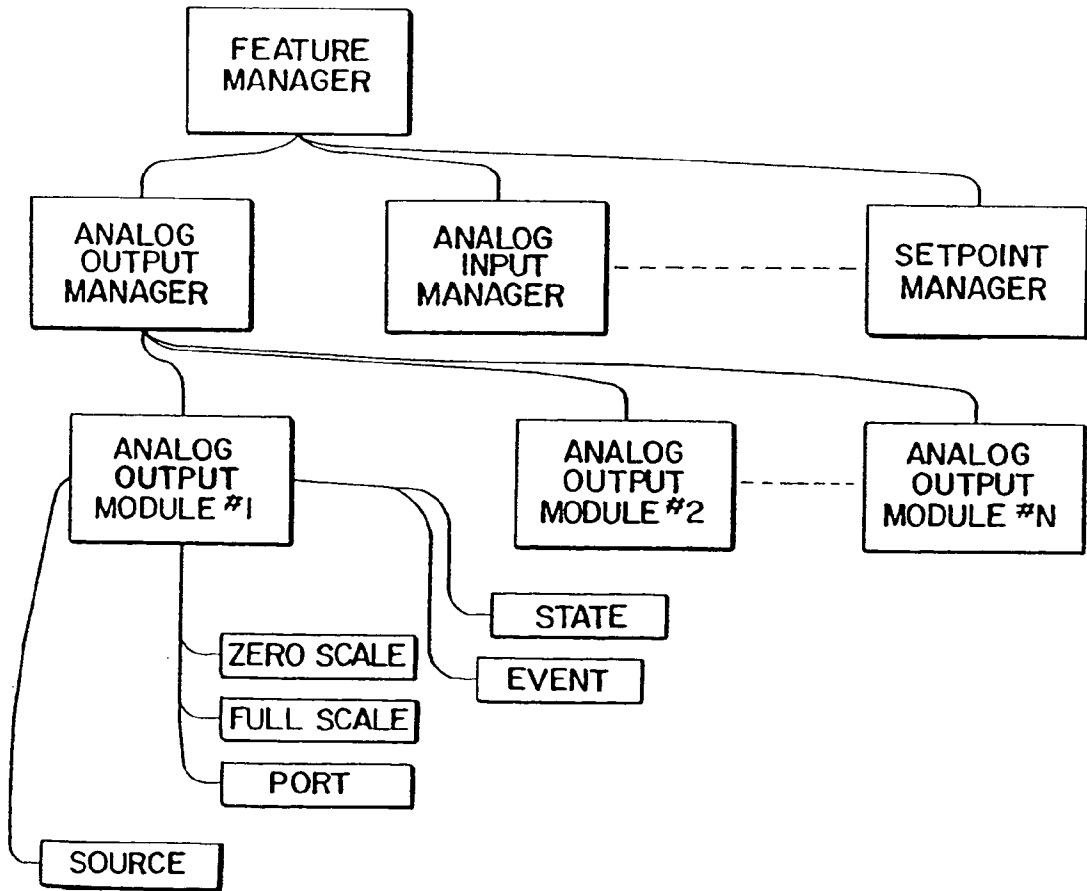 FEATURE
MANAGER
ANALOG
OUTPUT
MANAGER
ANALOG
INPUT
MANAGER
SETPOINT
MANAGER
ANALOG
OUTPUT
MODULE #1
ANALOG
OUTPUT
MODULE #2
ANALOG
OUTPUT
MODULE #N
STATE
ZERO SCALE
EVENT
FULL SCALE
PORT
SOURCE